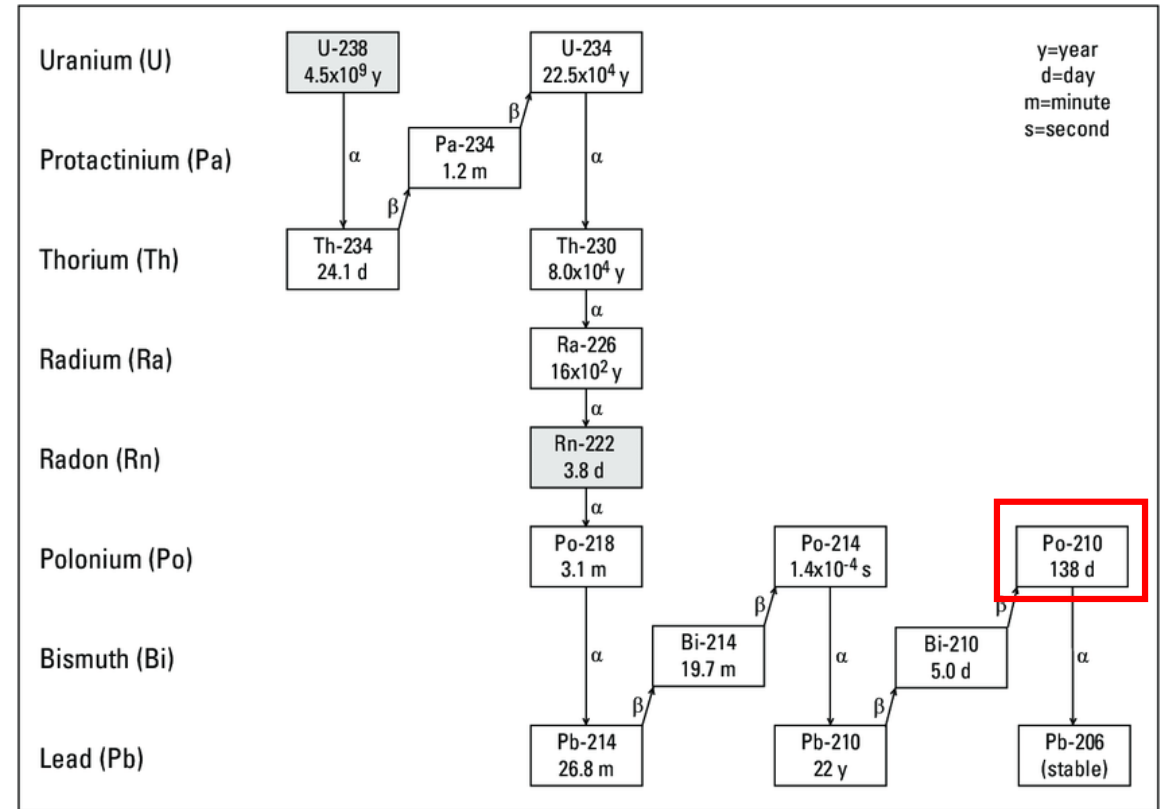 Uranium (U)
U-238
4.5x10⁹ y
U-234
22.5x10⁴ y
y=year
d=day
m=minute
s=second
β
Protactinium (Pa)
α
Pa-234
1.2 m
α
β
Thorium (Th)
Th-234
24.1 d
Th-230
8.0x10⁴ y
α
Radium (Ra)
Ra-226
16x10² y
α
Radon (Rn)
Rn-222
3.8 d
α
Polonium (Po)
Po-218
3.1 m
Po-214
1.4x10⁻⁴ s
Po-210
138 d
β
β
Bismuth (Bi)
α
Bi-214
19.7 m
α
Bi-210
5.0 d
α
β
β
Lead (Pb)
Pb-214
26.8 m
Pb-210
22 y
Pb-206
(stable)